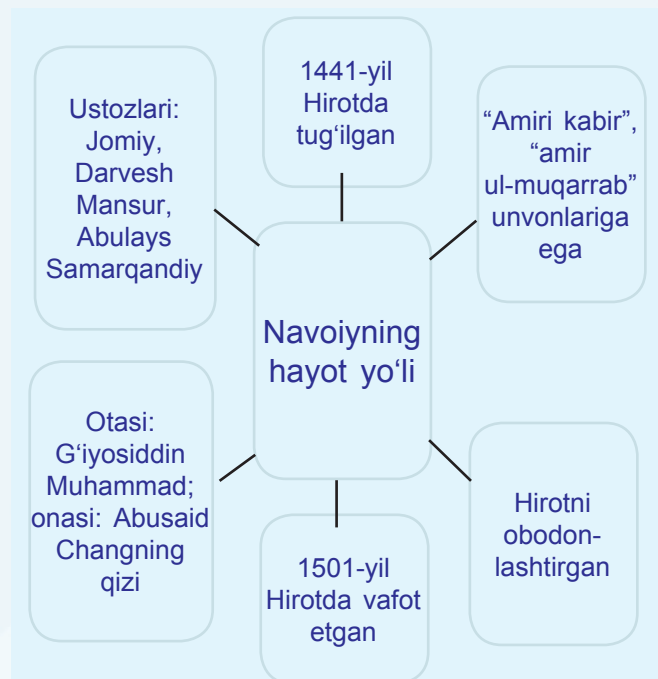 Ustozlari:
Jomiy,
Darvesh
Mansur,
Abulays
Samarqandiy
1441-yil
Hirotda
tug‘ilgan
“Amiri kabir”,
“amir
ul-muqarrab”
unvonlariga
ega
Navoiyning
hayot yo‘li
Otasi:
G‘iyosiddin
Muhammad;
onasi: Abusaid
Changning
qizi
1501-yil
Hirotda vafot
etgan
Hirotni
obodon-
lashtirgan